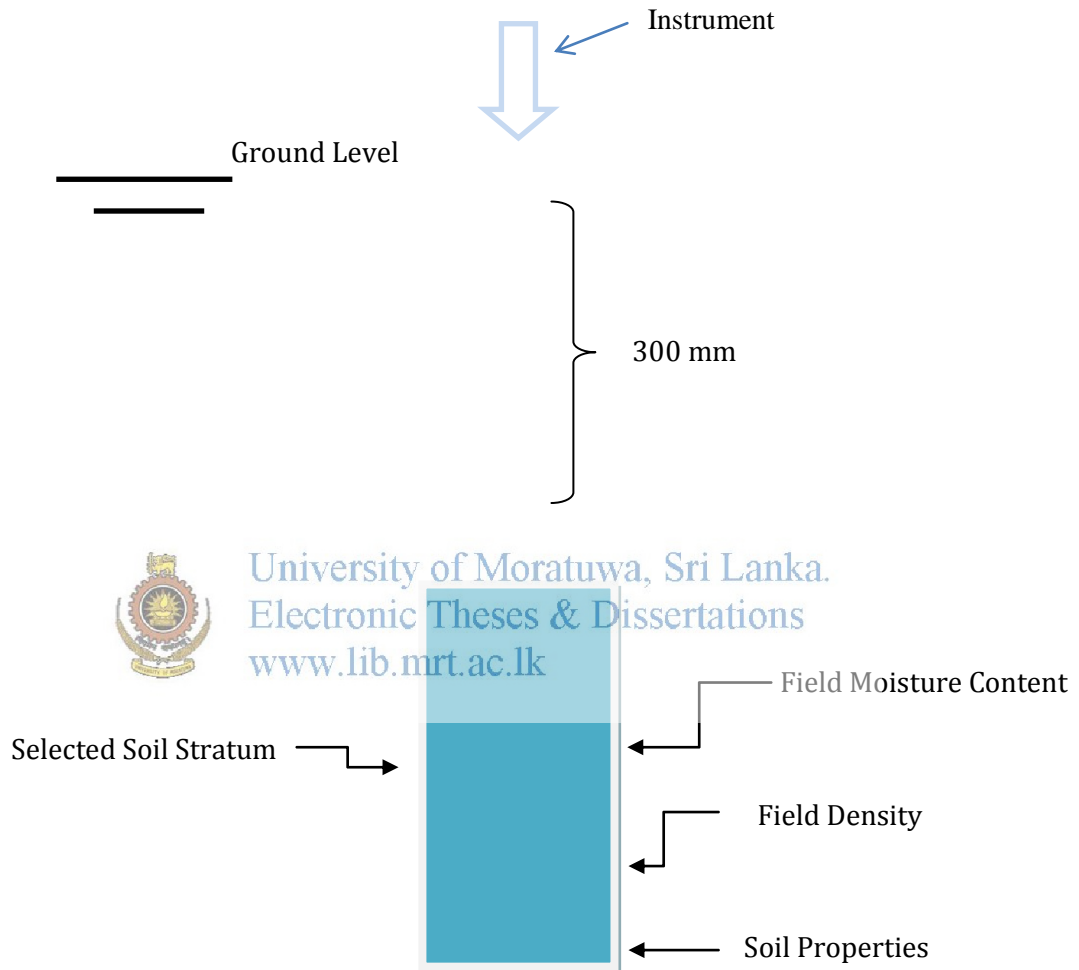 Instrument
Ground Level
300 mm
University of Moratuwa, Sri Lanka.
Electronic Theses & Dissertations
www.lib.mrt.ac.lk
Field Moisture Content
Selected Soil Stratum
Field Density
Soil Properties